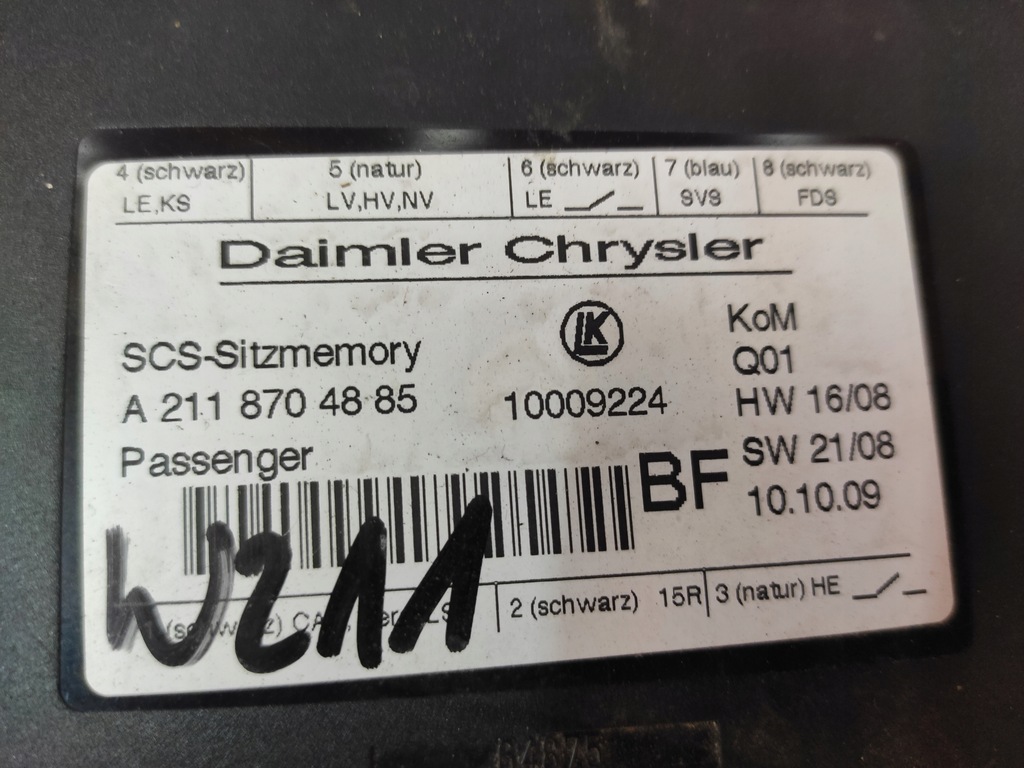 4 (schwarz) 5 (natur) 6 (schwarz) 7 (blau) 8 (schwarz)
LE,KS LV,HV,NV LE SVS FDS
Daimler Chrysler
LK
KoM
SCS-Sitzmemory Q01
A 211 870 48 85 10009224 HW 16/08
Passenger BF SW 21/08
10.10.09
W211
2 (schwarz) 15R 3 (natur) HE